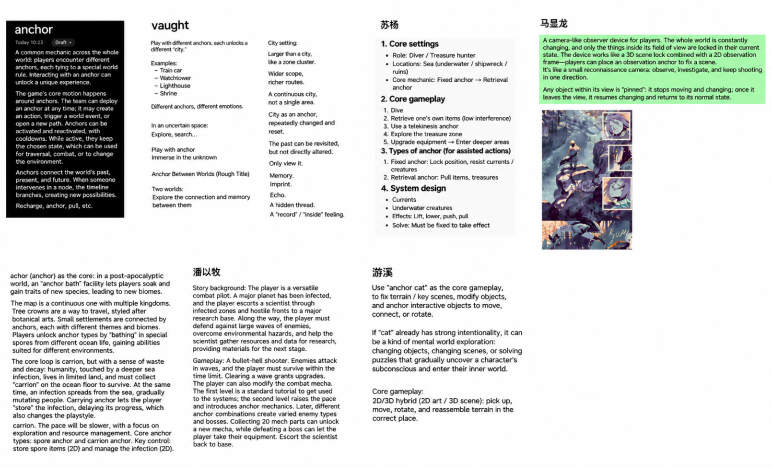 anchor
Today 10:23 Draft
A common mechanic across the whole
world: players encounter different
anchors, each tying to a special world
rule. Interacting with an anchor can
unlock a unique experience.
The game's core motion happens
around anchors. The team can deploy
an anchor at any time; it may create
an action, trigger a world event, or
open a new path. Anchors can be
activated and reactivated, with
cooldowns. While active, they keep
the chosen state, which can be used
for traversal, combat, or to change
the environment.
Anchors connect the world's past,
present, and future. When someone
intervenes in a node, the timeline
branches, creating new possibilities.
Recharge, anchor, pull, etc.
vaught
Play with different anchors; each unlocks a
different "city."
Examples:
– Train car
– Watchtower
– Lighthouse
– Shrine
Different anchors, different emotions.
In an uncertain space:
Explore, search...
Play with anchor
Immerse in the unknown
Anchor Between Worlds (Rough Title)
Two worlds:
Explore the connection and memory
between them
City setting:
Larger than a city,
like a zone cluster.
Wider scope,
richer routes.
A continuous city,
not a single area.
City as an anchor,
repeatedly changed and
reset.
The past can be revisited,
but not directly altered.
Only view it.
Memory.
Imprint.
Echo.
A hidden thread.
A "record" / "inside" feeling.
苏杨
1. Core settings
• Role: Diver / Treasure hunter
• Locations: Sea (underwater / shipwreck /
ruins)
• Core mechanic: Fixed anchor → Retrieval
anchor
2. Core gameplay
1. Dive
2. Retrieve one's own items (low interference)
3. Use a telekinesis anchor
4. Explore the treasure zone
5. Upgrade equipment → Enter deeper areas
3. Types of anchor (for assisted actions)
1. Fixed anchor: Lock position, resist currents /
creatures
2. Retrieval anchor: Pull items, treasures
4. System design
• Currents
• Underwater creatures
• Effects: Lift, lower, push, pull
• Solve: Must be fixed to take effect
马显龙
A camera-like observer device for players. The whole world is constantly
changing, and only the things inside its field of view are locked in their current
state. The device works like a 3D scene lock combined with a 2D observation
frame—players can place an observation anchor to fix a scene.
It's like a small reconnaissance camera: observe, investigate, and keep shooting
in one direction.
Any object within its view is "pinned": it stops moving and changing; once it
leaves the view, it resumes changing and returns to its normal state.
achor (anchor) as the core: in a post-apocalyptic
world, an "anchor bath" facility lets players soak and
gain traits of new species, leading to new biomes.
The map is a continuous one with multiple kingdoms.
Tree crowns are a way to travel, styled after
botanical arts. Small settlements are connected by
anchors, each with different themes and biomes.
Players unlock anchor types by "bathing" in special
spores from different ocean life, gaining abilities
suited for different environments.
The core loop is carrion, but with a sense of waste
and decay: humanity, touched by a deeper sea
infection, lives in limited land, and must collect
"carrion" on the ocean floor to survive. At the same
time, an infection spreads from the sea, gradually
mutating people. Carrying anchor lets the player
"store" the infection, delaying its progress, which
also changes the playstyle.
carrion. The pace will be slower, with a focus on
exploration and resource management. Core anchor
types: spore anchor and carrion anchor. Key control:
store spore items (2D) and manage the infection (2D).
潘以牧
Story background: The player is a versatile
combat pilot. A major planet has been infected,
and the player escorts a scientist through
infected zones and hostile fronts to a major
research base. Along the way, the player must
defend against large waves of enemies,
overcome environmental hazards, and help the
scientist gather resources and data for research,
providing materials for the next stage.
Gameplay: A bullet-hell shooter. Enemies attack
in waves, and the player must survive within the
time limit. Clearing a wave grants upgrades.
The player can also modify the combat mecha.
The first level is a standard tutorial to get used
to the systems; the second level raises the pace
and introduces anchor mechanics. Later, different
anchor combinations create varied enemy types
and bosses. Collecting 20 mech parts can unlock
a new mecha, while defeating a boss can let the
player take their equipment. Escort the scientist
back to base.
游溪
Use "anchor cat" as the core concept,
to fix terrain / key scenes, modify objects,
and anchor interactive objects to move,
connect, or rotate.
If "cat" already has strong intentionality, it can
be a kind of mental world exploration:
changing objects, changing scenes, or solving
puzzles that gradually uncover a character's
subconscious and enter their inner world.
Core gameplay:
2D/3D hybrid (2D art / 3D scene): pick up,
move, rotate, and reassemble terrain in the
correct place.